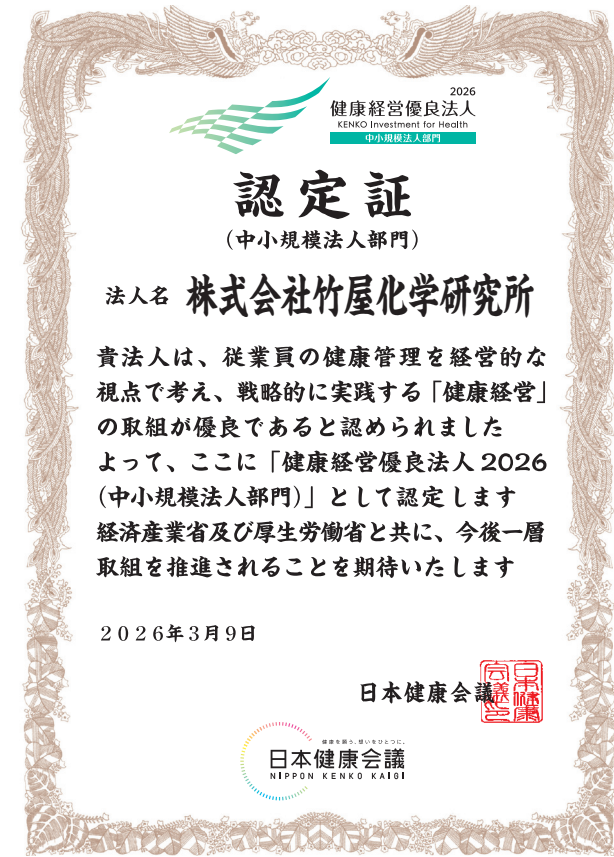 2026
健康経営優良法人
KENKO Investment for Health
中小規模法人部門
認定証
(中小規模法人部門)
法人名 株式会社竹屋化学研究所
貴法人は、従業員の健康管理を経営的な
視点で考え、戦略的に実践する「健康経営」
の取組が優良であると認められました
よって、ここに「健康経営優良法人2026
(中小規模法人部門)」として認定します
経済産業省及び厚生労働省と共に、今後一層
取組を推進されることを期待いたします
2026年3月9日
日本健康会議
日本健康会議之印
健康を願う、想いをひとつに。
日本健康会議
NIPPON KENKO KAIGI